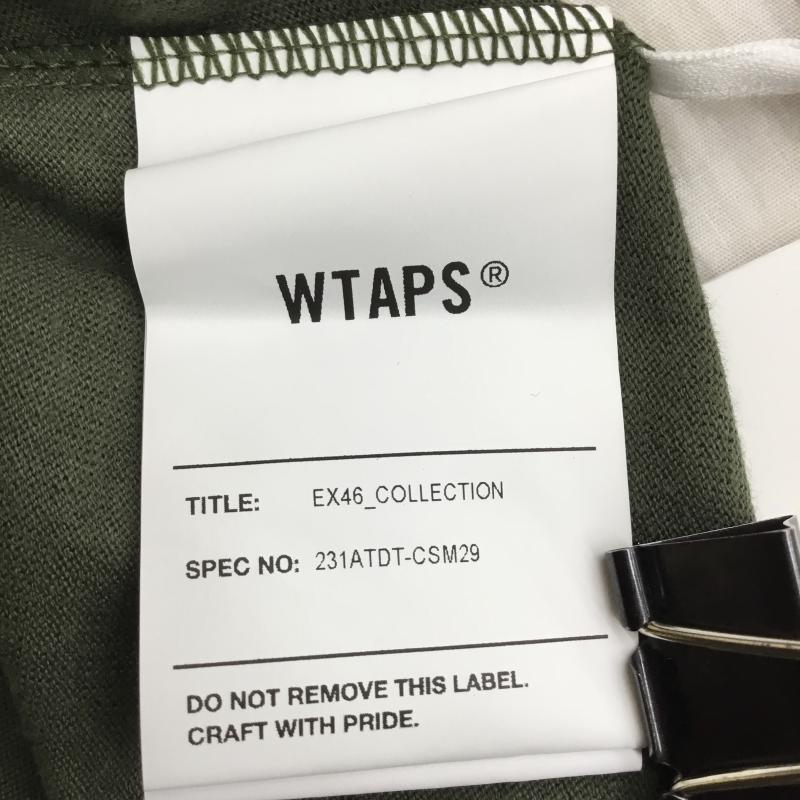 WTAPS®
TITLE: EX46_COLLECTION
SPEC NO: 231ATDT-CSM29
DO NOT REMOVE THIS LABEL.
CRAFT WITH PRIDE.